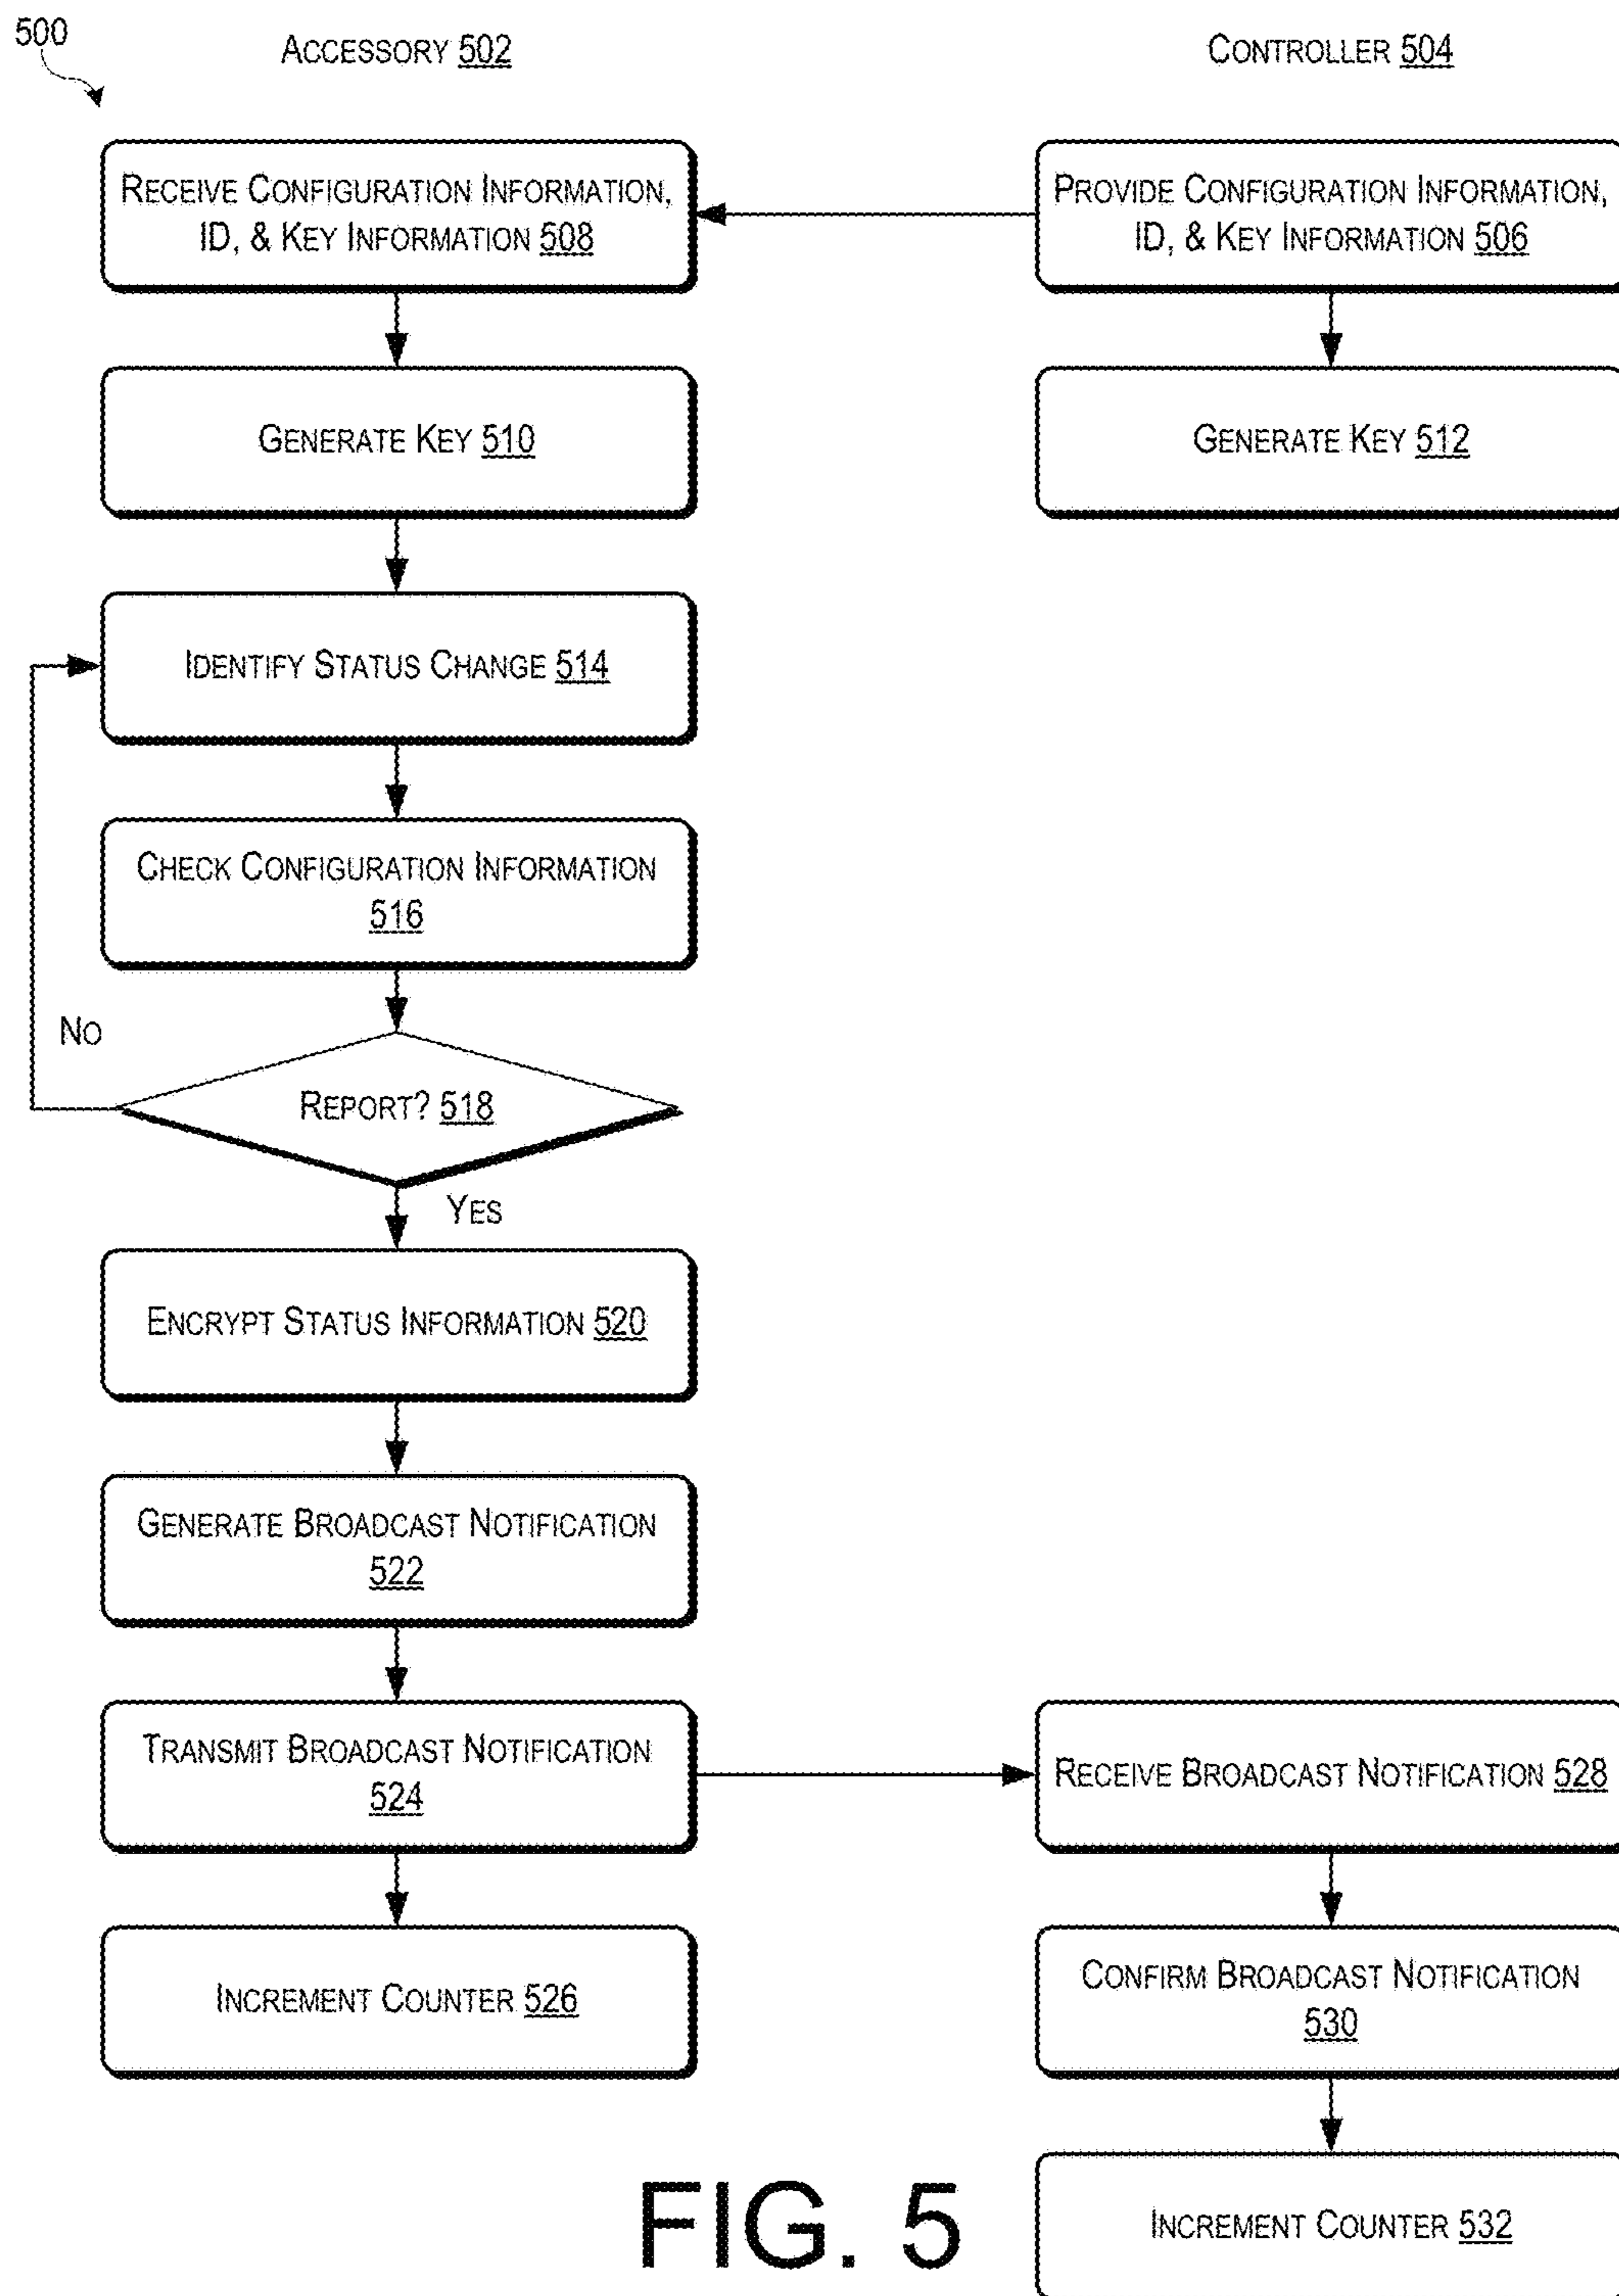 500
ACCESSORY 502
CONTROLLER 504
RECEIVE CONFIGURATION INFORMATION,
ID, & KEY INFORMATION 508
PROVIDE CONFIGURATION INFORMATION,
ID, & KEY INFORMATION 506
GENERATE KEY 510
GENERATE KEY 512
IDENTIFY STATUS CHANGE 514
CHECK CONFIGURATION INFORMATION
516
NO
REPORT? 518
YES
ENCRYPT STATUS INFORMATION 520
GENERATE BROADCAST NOTIFICATION
522
TRANSMIT BROADCAST NOTIFICATION
524
RECEIVE BROADCAST NOTIFICATION 528
INCREMENT COUNTER 526
CONFIRM BROADCAST NOTIFICATION
530
INCREMENT COUNTER 532
FIG. 5